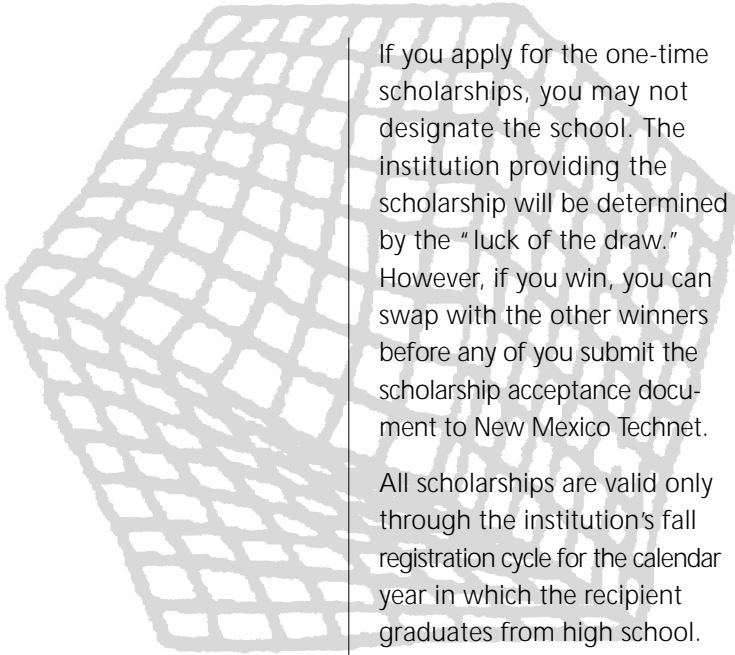 If you apply for the one-time
scholarships, you may not
designate the school. The
institution providing the
scholarship will be determined
by the “luck of the draw.”
However, if you win, you can
swap with the other winners
before any of you submit the
scholarship acceptance docu-
ment to New Mexico Technet.
All scholarships are valid only
through the institution’s fall
registration cycle for the calendar
year in which the recipient
graduates from high school.